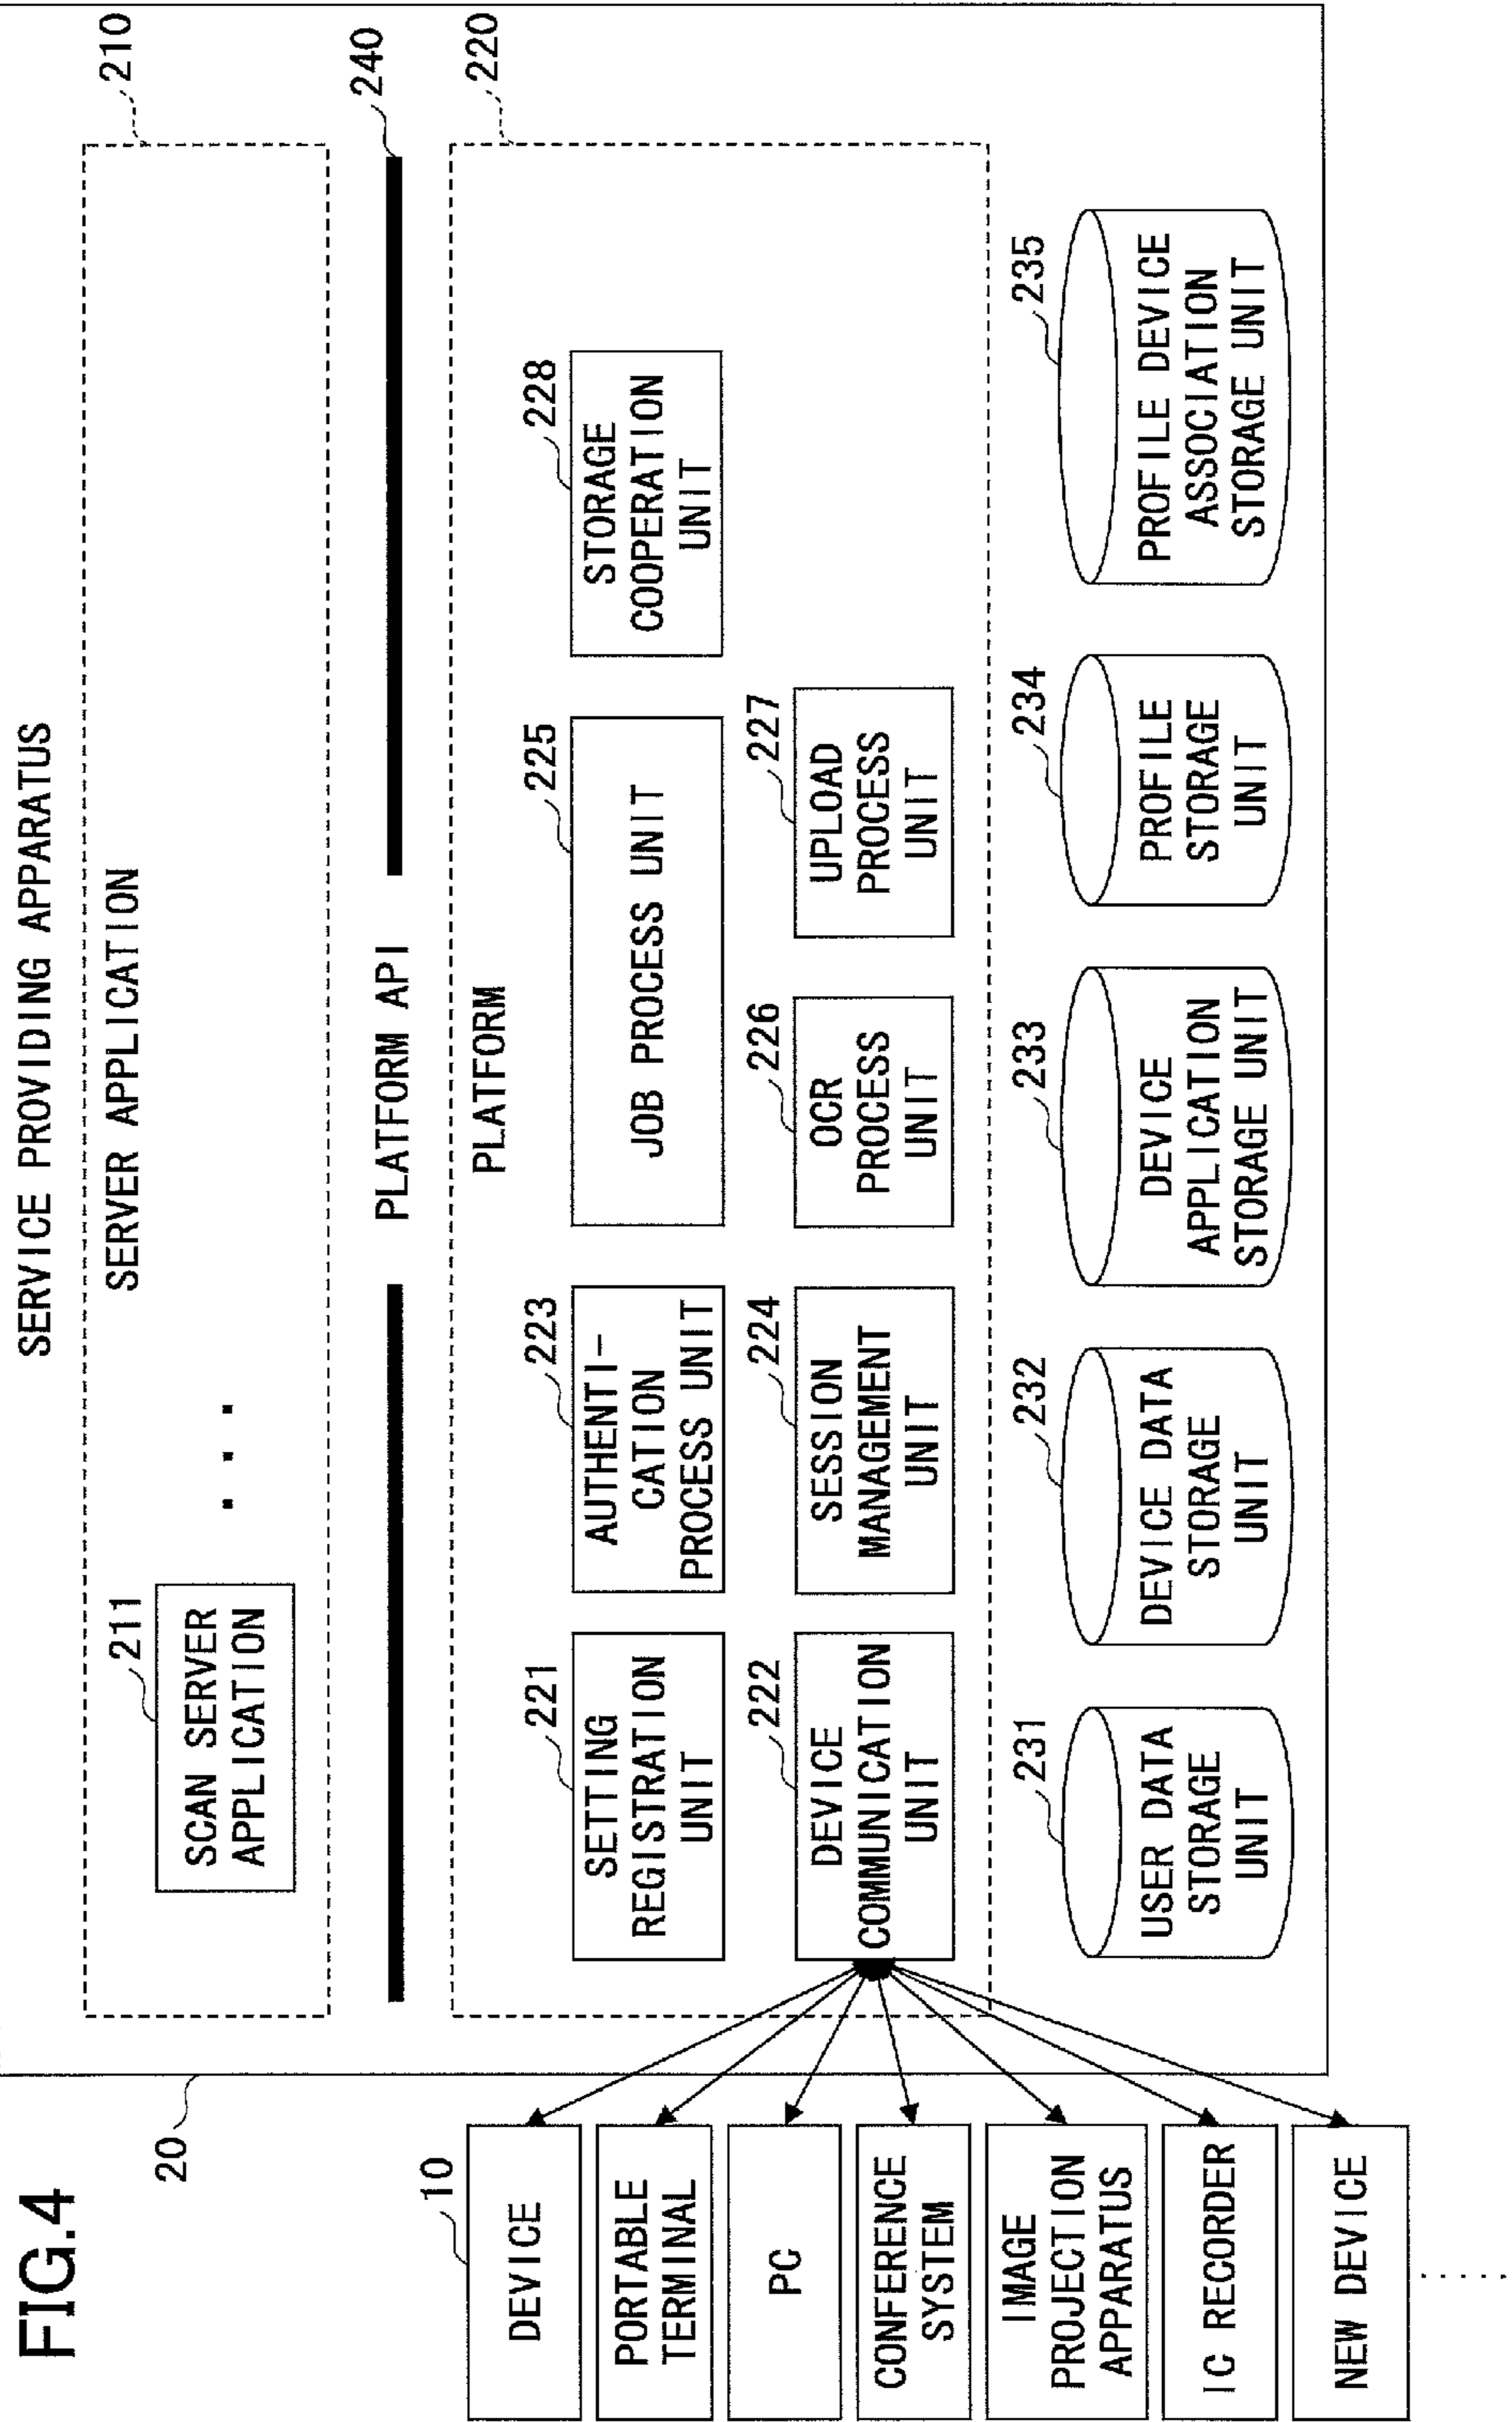 FIG.4
SERVICE PROVIDING APPARATUS
20
210
SERVER APPLICATION
211
SCAN SERVER
APPLICATION
. . .
240
PLATFORM API
220
PLATFORM
221
SETTING
REGISTRATION
UNIT
223
AUTHENTI-
CATION
PROCESS UNIT
225
JOB PROCESS UNIT
228
STORAGE
COOPERATION
UNIT
222
DEVICE
COMMUNICATION
UNIT
224
SESSION
MANAGEMENT
UNIT
226
OCR
PROCESS
UNIT
227
UPLOAD
PROCESS
UNIT
231
USER DATA
STORAGE
UNIT
232
DEVICE DATA
STORAGE
UNIT
233
DEVICE
APPLICATION
STORAGE UNIT
234
PROFILE
STORAGE
UNIT
235
PROFILE DEVICE
ASSOCIATION
STORAGE UNIT
10
DEVICE
PORTABLE
TERMINAL
PC
CONFERENCE
SYSTEM
IMAGE
PROJECTION
APPARATUS
IC RECORDER
NEW DEVICE